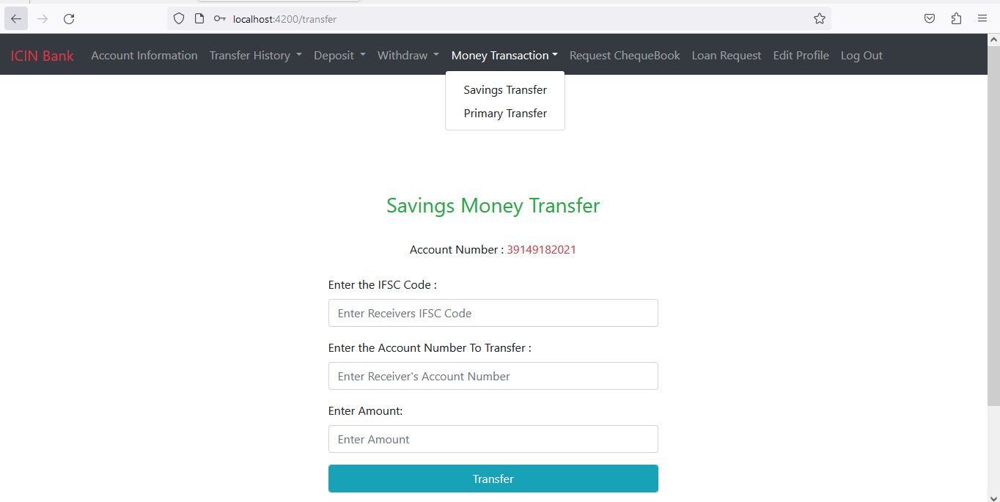 localhost:4200/transfer
ICIN Bank Account Information Transfer History Deposit Withdraw Money Transaction Request ChequeBook Loan Request Edit Profile Log Out
Savings Transfer
Primary Transfer
Savings Money Transfer
Account Number : 39149182021
Enter the IFSC Code :
Enter Receivers IFSC Code
Enter the Account Number To Transfer :
Enter Receiver's Account Number
Enter Amount:
Enter Amount
Transfer